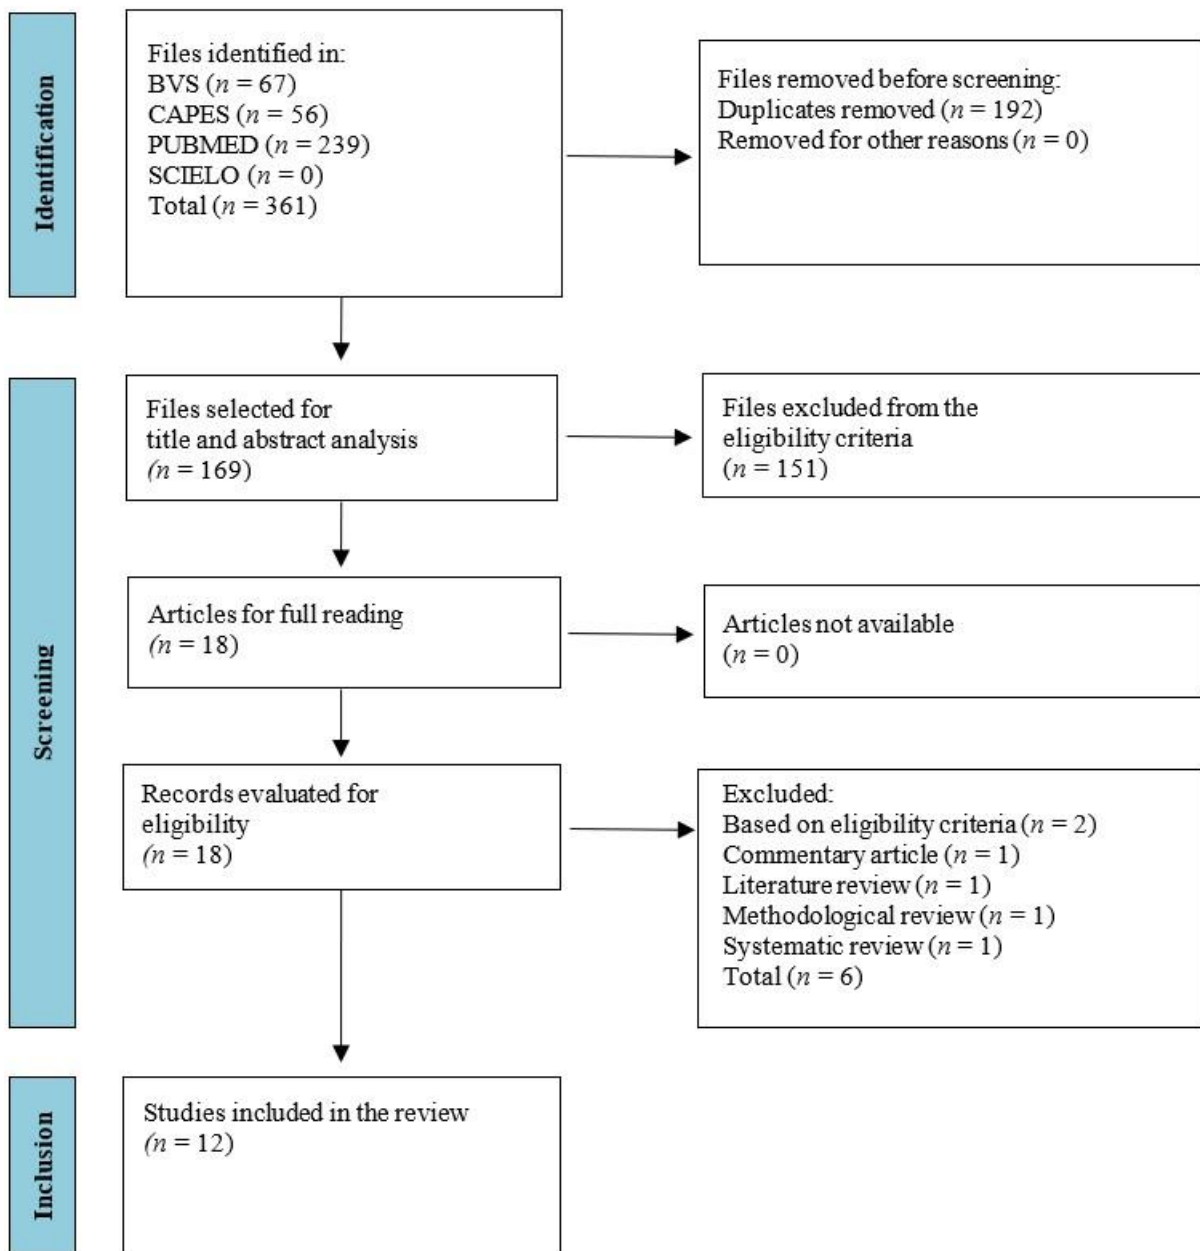 Identification
Files identified in:
BVS (n = 67)
CAPES (n = 56)
PUBMED (n = 239)
SCIELO (n = 0)
Total (n = 361)
Files removed before screening:
Duplicates removed (n = 192)
Removed for other reasons (n = 0)
Screening
Files selected for
title and abstract analysis
(n = 169)
Files excluded from the
eligibility criteria
(n = 151)
Articles for full reading
(n = 18)
Articles not available
(n = 0)
Records evaluated for
eligibility
(n = 18)
Excluded:
Based on eligibility criteria (n = 2)
Commentary article (n = 1)
Literature review (n = 1)
Methodological review (n = 1)
Systematic review (n = 1)
Total (n = 6)
Inclusion
Studies included in the review
(n = 12)